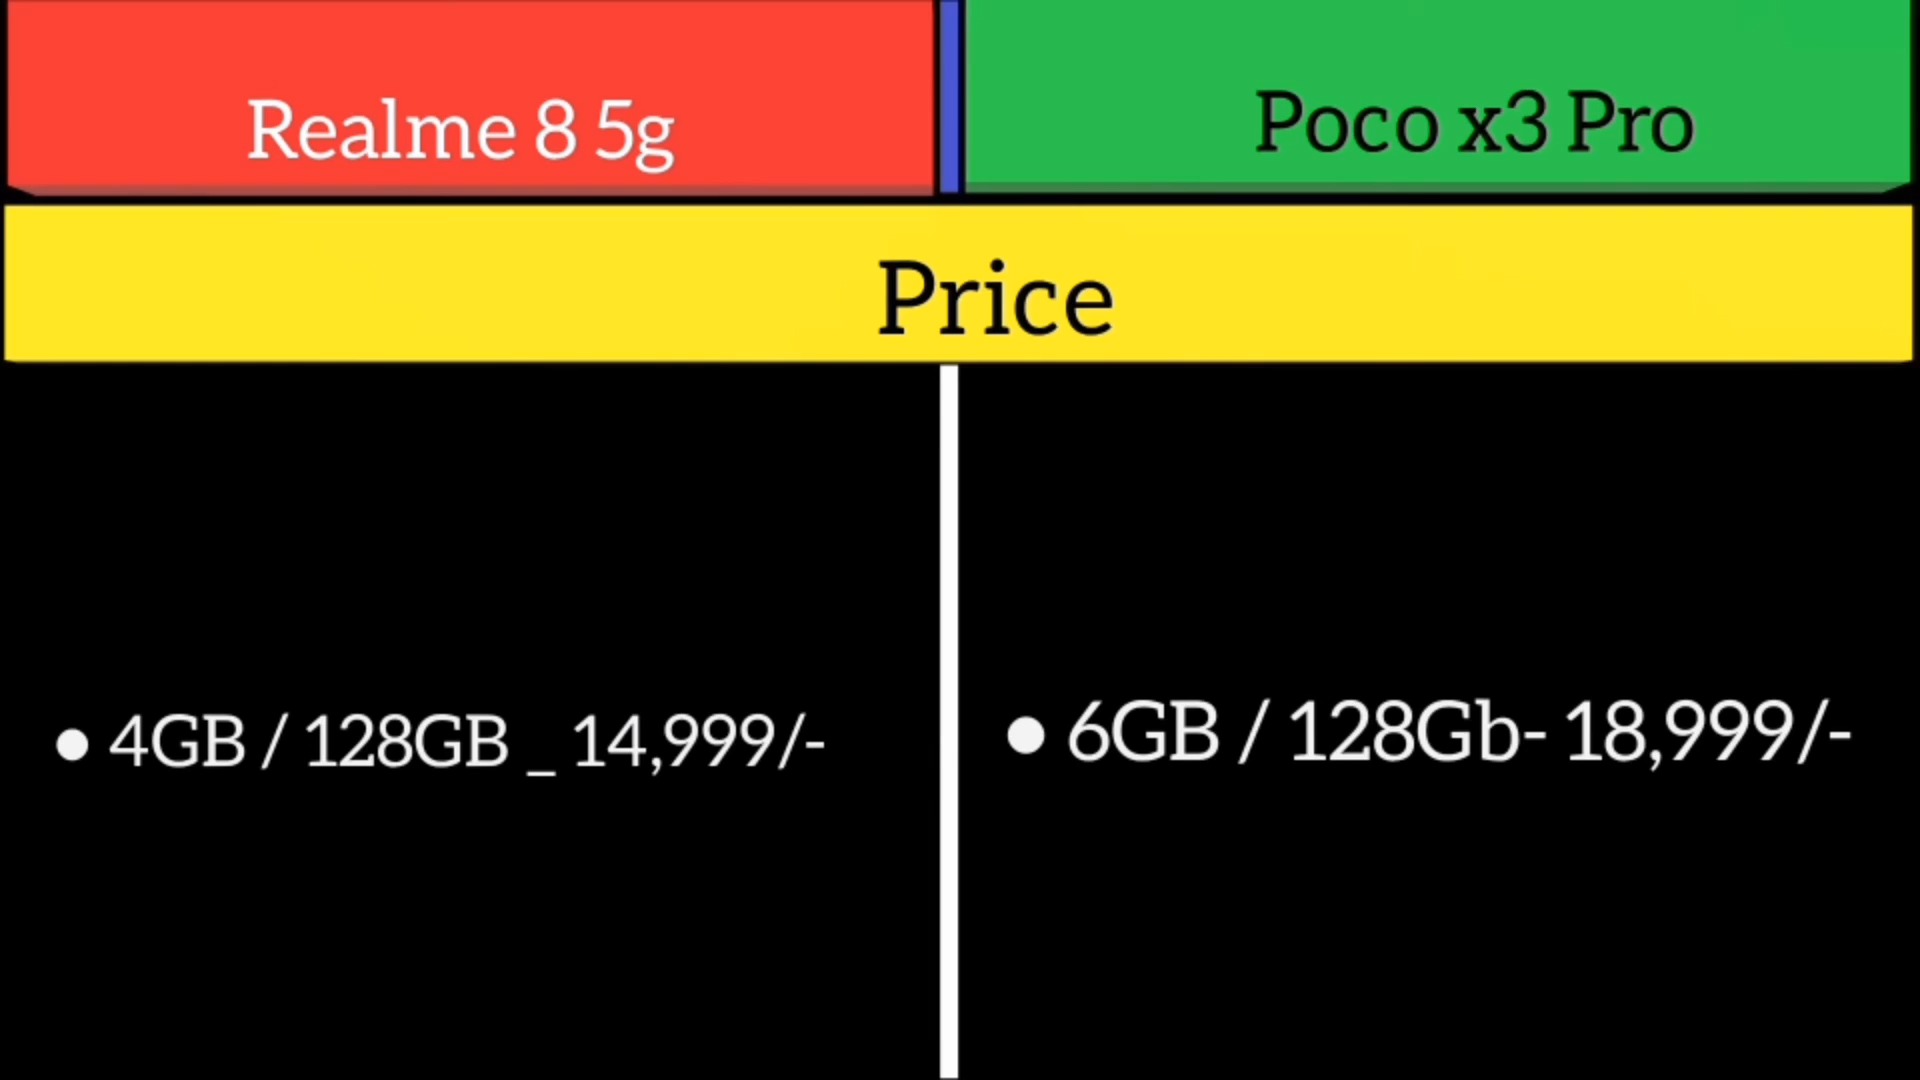 Realme 8 5g
Poco x3 Pro
Price
● 4GB / 128GB _ 14,999/-
● 6GB / 128Gb- 18,999/-